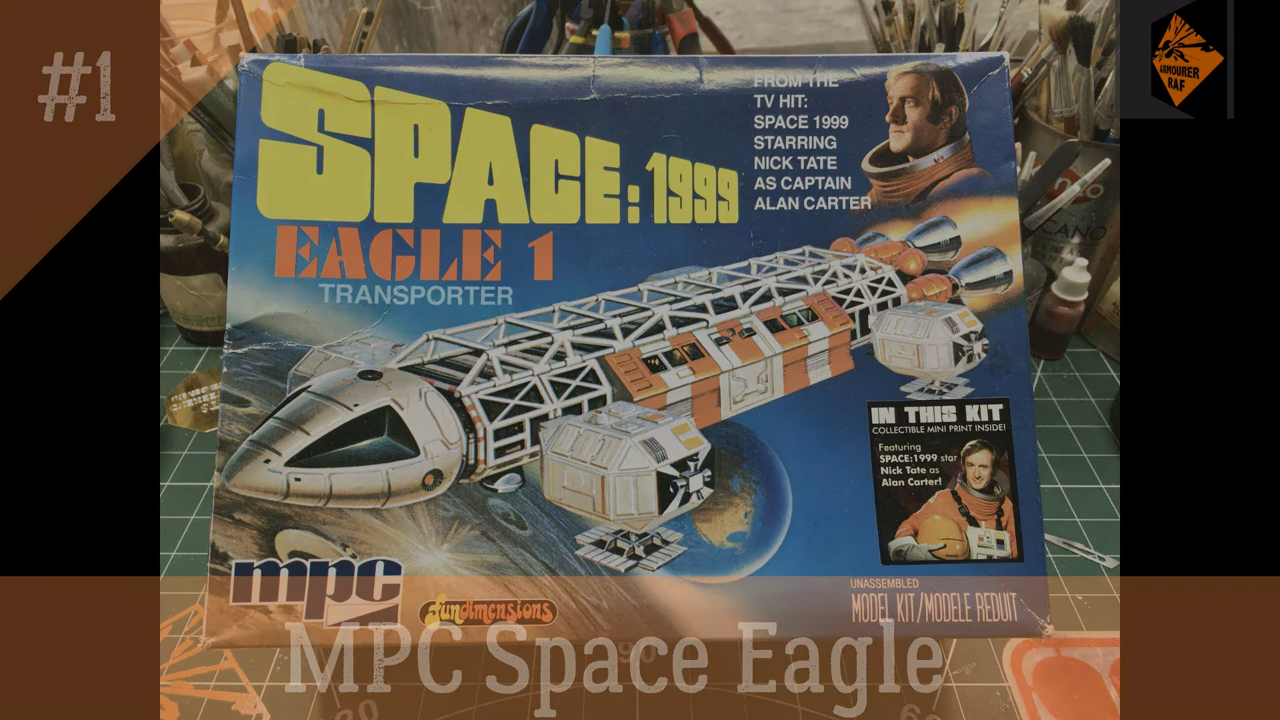 #1
ARMOURER
RAF
SPACE: 1999
EAGLE 1
TRANSPORTER
FROM THE
TV HIT:
SPACE 1999
STARRING
NICK TATE
AS CAPTAIN
ALAN CARTER
IN THIS KIT
COLLECTIBLE MINI PRINT INSIDE!
Featuring
SPACE:1999 star
Nick Tate as
Alan Carter!
mpc
fundimensions
UNASSEMBLED
MODEL KIT/MODELE REDUIT
MPC Space Eagle
90